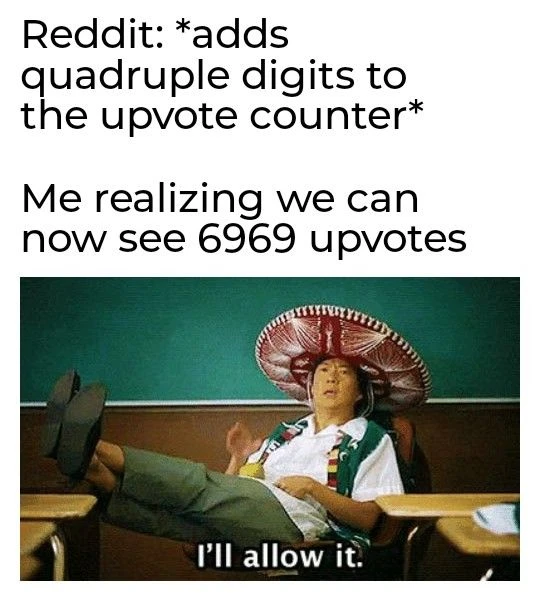 Reddit: *adds
quadruple digits to
the upvote counter*
Me realizing we can
now see 6969 upvotes
I'll allow it.